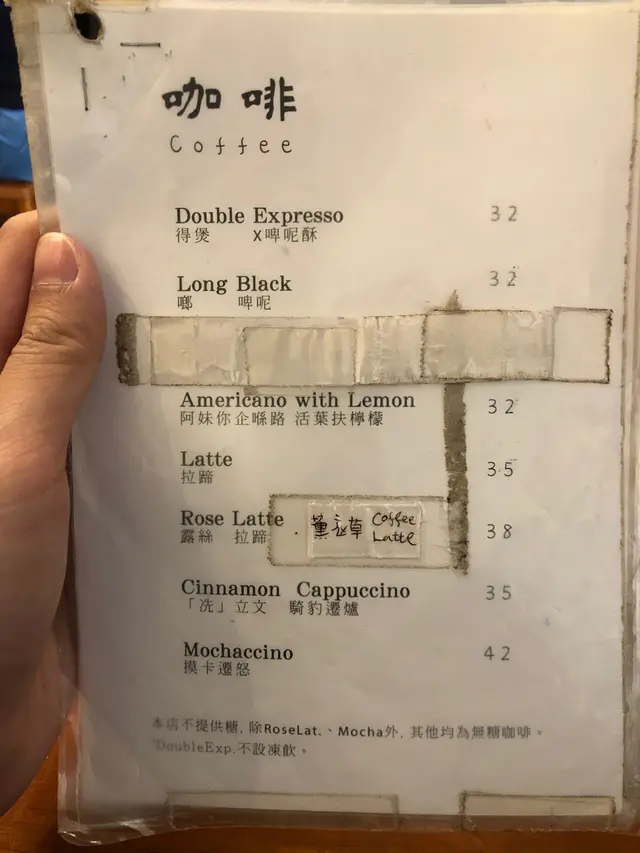 咖啡
Coffee
Double Expresso 32
得煲 X啤呢酥
Long Black 32
啷 啤呢
Americano with Lemon 32
阿妹你企喺路 活葉扶檸檬
Latte 35
拉蹄
Rose Latte 38
露絲 拉蹄
薰衣草 Coffee Latte
Cinnamon Cappuccino 35
「冼」立文 騎豹遷爐
Mochaccino 42
摸卡遷怒
本店不提供糖, 除RoseLat.、Mocha外, 其他均為無糖咖啡。
*DoubleExp.不設凍飲。